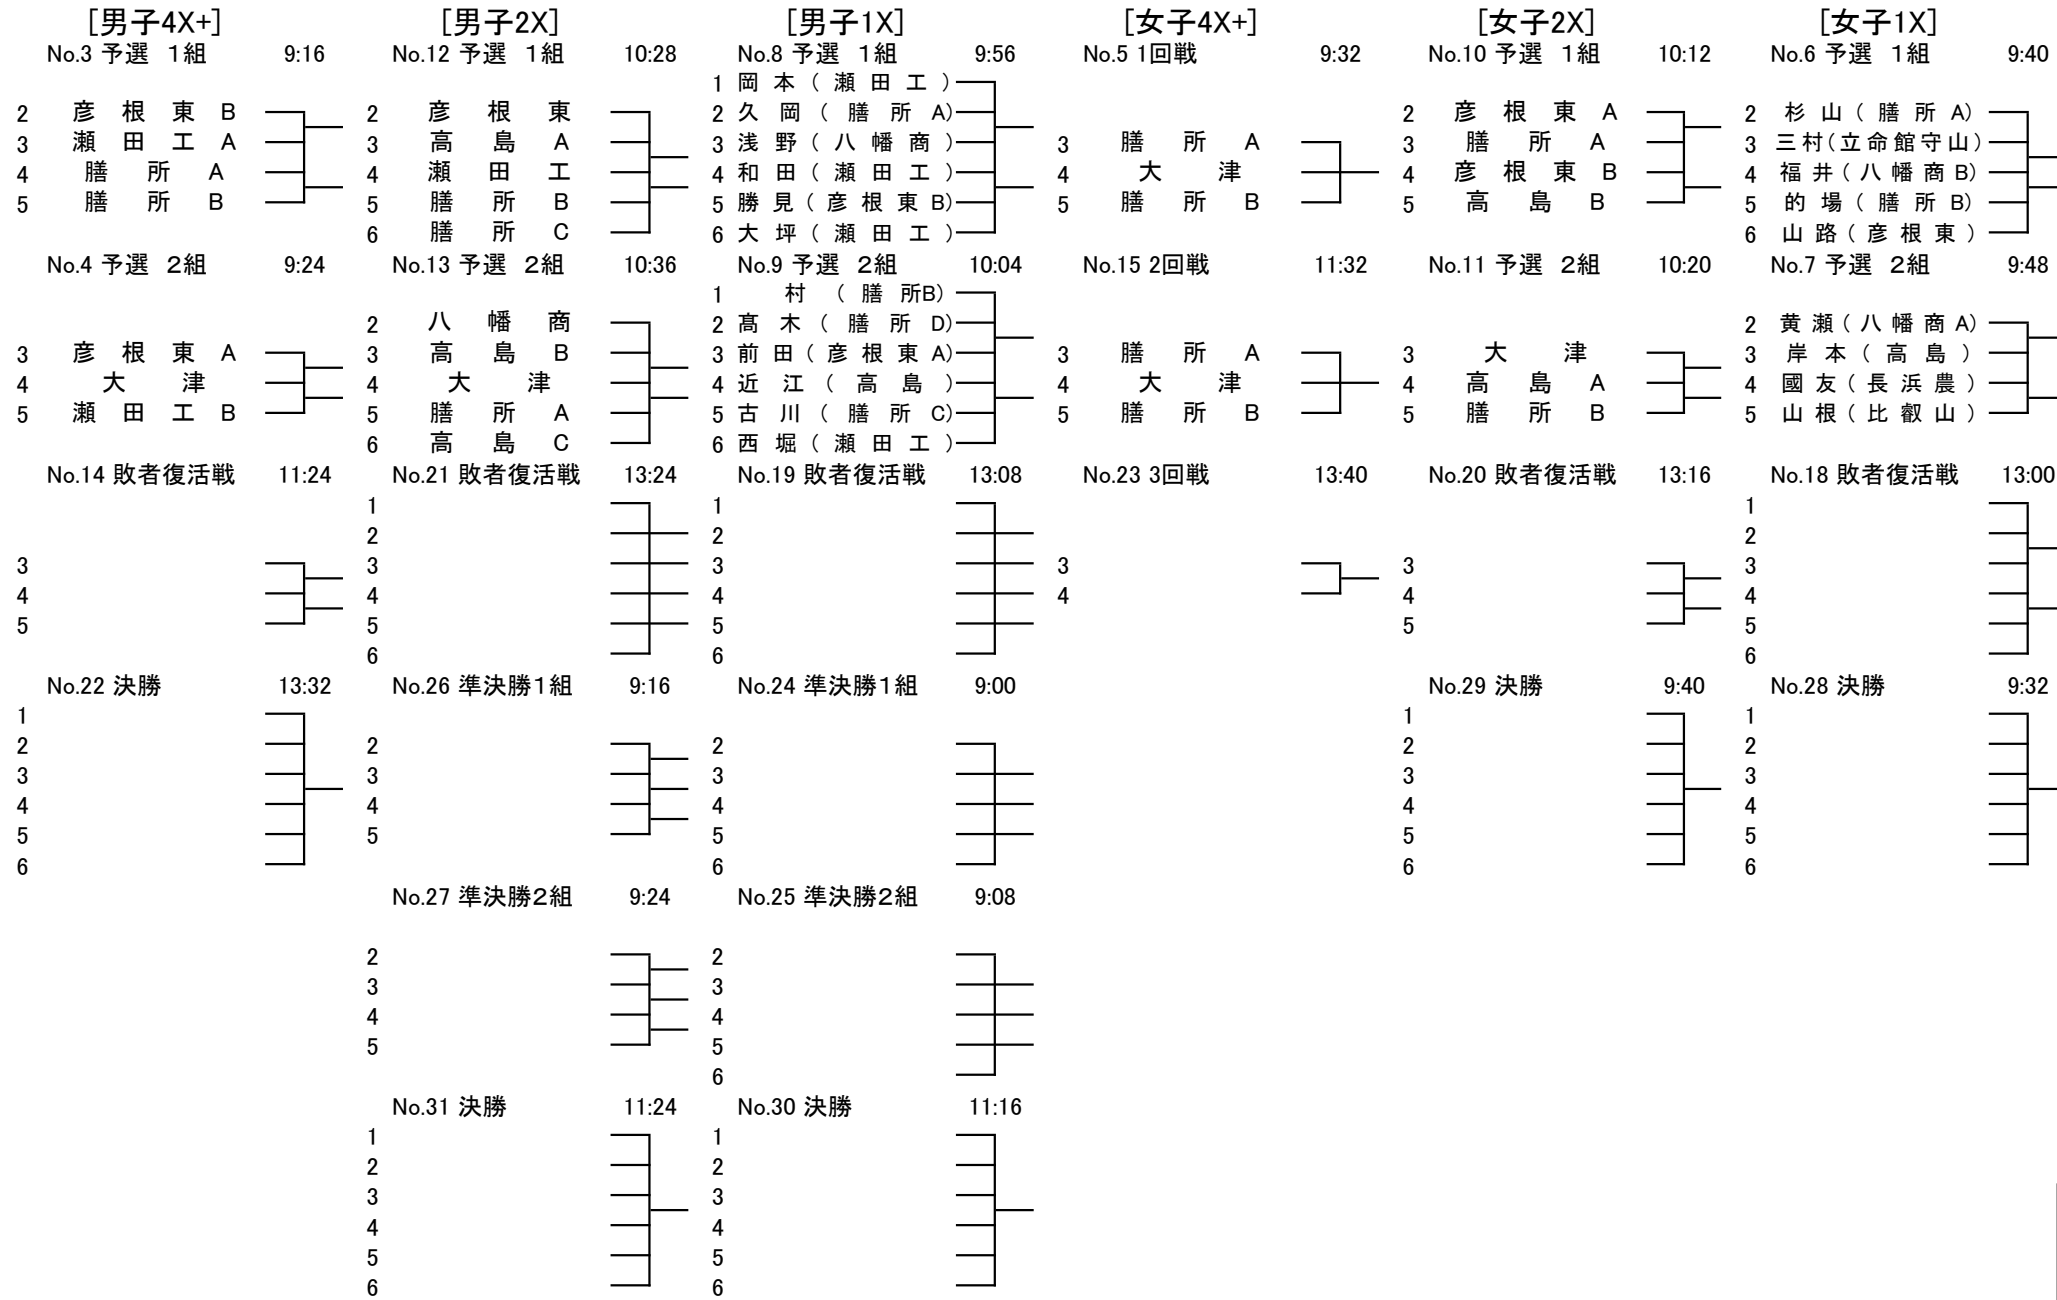 [男子4X+]
No.3 予選 1組 9:16
2 彦根東B
3 瀬田工A
4 膳所A
5 膳所B
No.4 予選 2組 9:24
3 彦根東A
4 大津
5 瀬田工B
No.14 敗者復活戦 11:24
3
4
5
No.22 決勝 13:32
1
2
3
4
5
6
[男子2X]
No.12 予選 1組 10:28
2 彦根東
3 高島A
4 瀬田工
5 膳所B
6 膳所C
No.13 予選 2組 10:36
2 八幡商
3 高島B
4 大津
5 膳所A
6 高島C
No.21 敗者復活戦 13:24
1
2
3
4
5
6
No.26 準決勝1組 9:16
2
3
4
5
No.27 準決勝2組 9:24
2
3
4
5
No.31 決勝 11:24
1
2
3
4
5
6
[男子1X]
No.8 予選 1組 9:56
1 岡本(瀬田工)
2 久岡(膳所A)
3 浅野(八幡商)
4 和田(瀬田工)
5 勝見(彦根東B)
6 大坪(瀬田工)
No.9 予選 2組 10:04
1 村(膳所B)
2 髙木(膳所D)
3 前田(彦根東A)
4 近江(高島)
5 古川(膳所C)
6 西堀(瀬田工)
No.19 敗者復活戦 13:08
1
2
3
4
5
6
No.24 準決勝1組 9:00
2
3
4
5
6
No.25 準決勝2組 9:08
2
3
4
5
6
No.30 決勝 11:16
1
2
3
4
5
6
[女子4X+]
No.5 1回戦 9:32
3 膳所A
4 大津
5 膳所B
No.15 2回戦 11:32
3 膳所A
4 大津
5 膳所B
No.23 3回戦 13:40
3
4
[女子2X]
No.10 予選 1組 10:12
2 彦根東A
3 膳所A
4 彦根東B
5 高島B
No.11 予選 2組 10:20
3 大津
4 高島A
5 膳所B
No.20 敗者復活戦 13:16
3
4
5
No.29 決勝 9:40
1
2
3
4
5
6
[女子1X]
No.6 予選 1組 9:40
2 杉山(膳所A)
3 三村(立命館守山)
4 福井(八幡商B)
5 的場(膳所B)
6 山路(彦根東)
No.7 予選 2組 9:48
2 黄瀬(八幡商A)
3 岸本(高島)
4 國友(長浜農)
5 山根(比叡山)
No.18 敗者復活戦 13:00
1
2
3
4
5
6
No.28 決勝 9:32
1
2
3
4
5
6